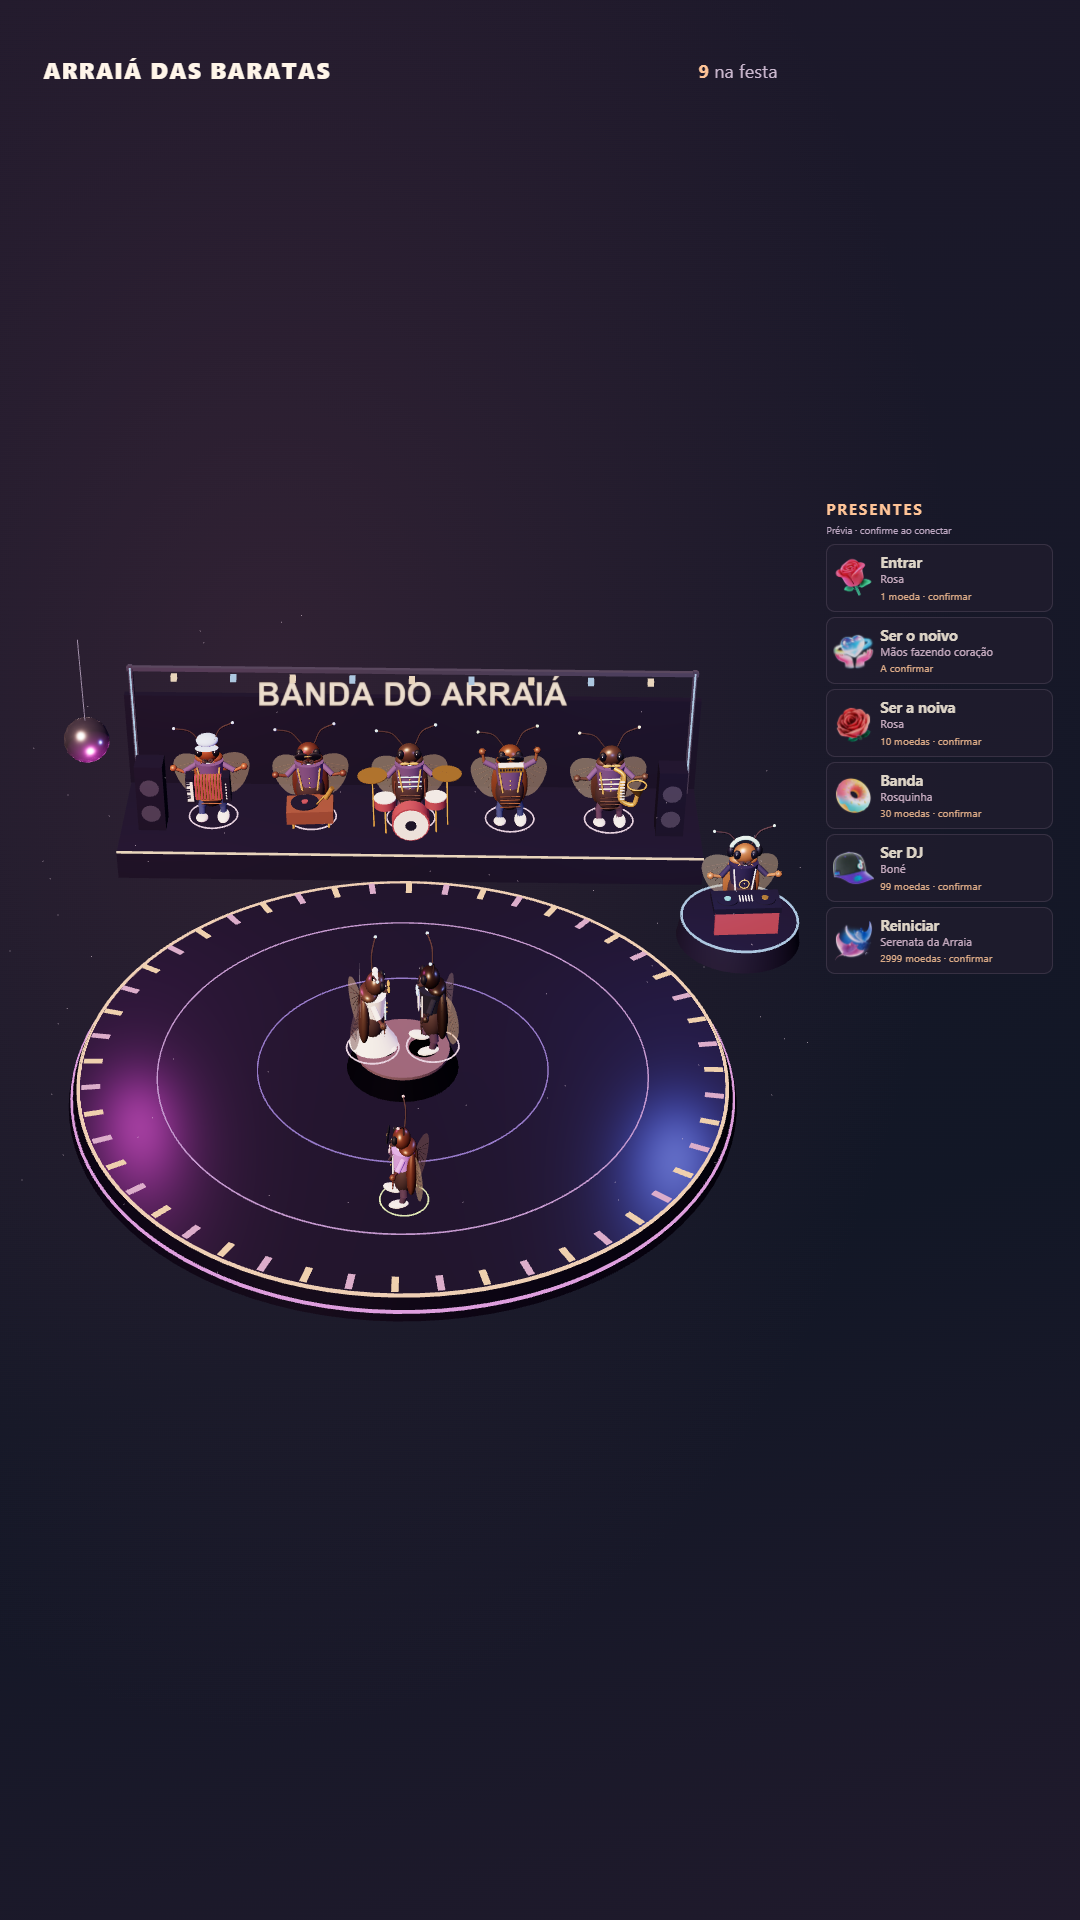 ARRAIÁ DAS BARATAS
9 na festa
PRESENTES
Prévia · confirme ao conectar
Entrar
Rosa
1 moeda · confirmar
Ser o noivo
Mãos fazendo coração
A confirmar
Ser a noiva
Rosa
10 moedas · confirmar
Banda
Rosquinha
30 moedas · confirmar
Ser DJ
Boné
99 moedas · confirmar
Reiniciar
Serenata da Arraia
2999 moedas · confirmar
BANDA DO ARRAIÁ